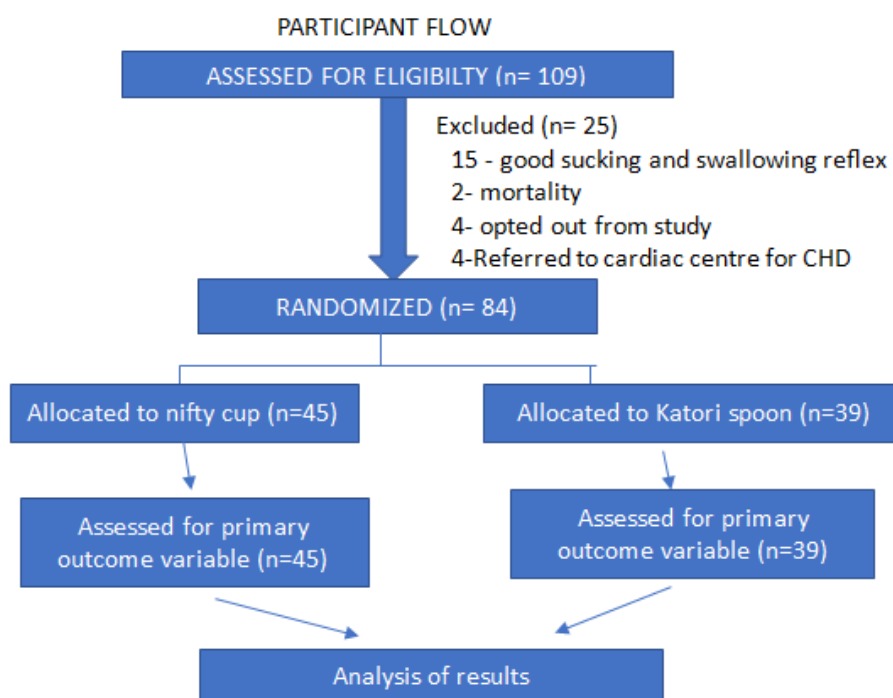 PARTICIPANT FLOW
ASSESSED FOR ELIGIBILTY (n= 109)
Excluded (n= 25)
15 - good sucking and swallowing reflex
2- mortality
4- opted out from study
4-Referred to cardiac centre for CHD
RANDOMIZED (n= 84)
Allocated to nifty cup (n=45)
Allocated to Katori spoon (n=39)
Assessed for primary
outcome variable (n=45)
Assessed for primary
outcome variable (n=39)
Analysis of results